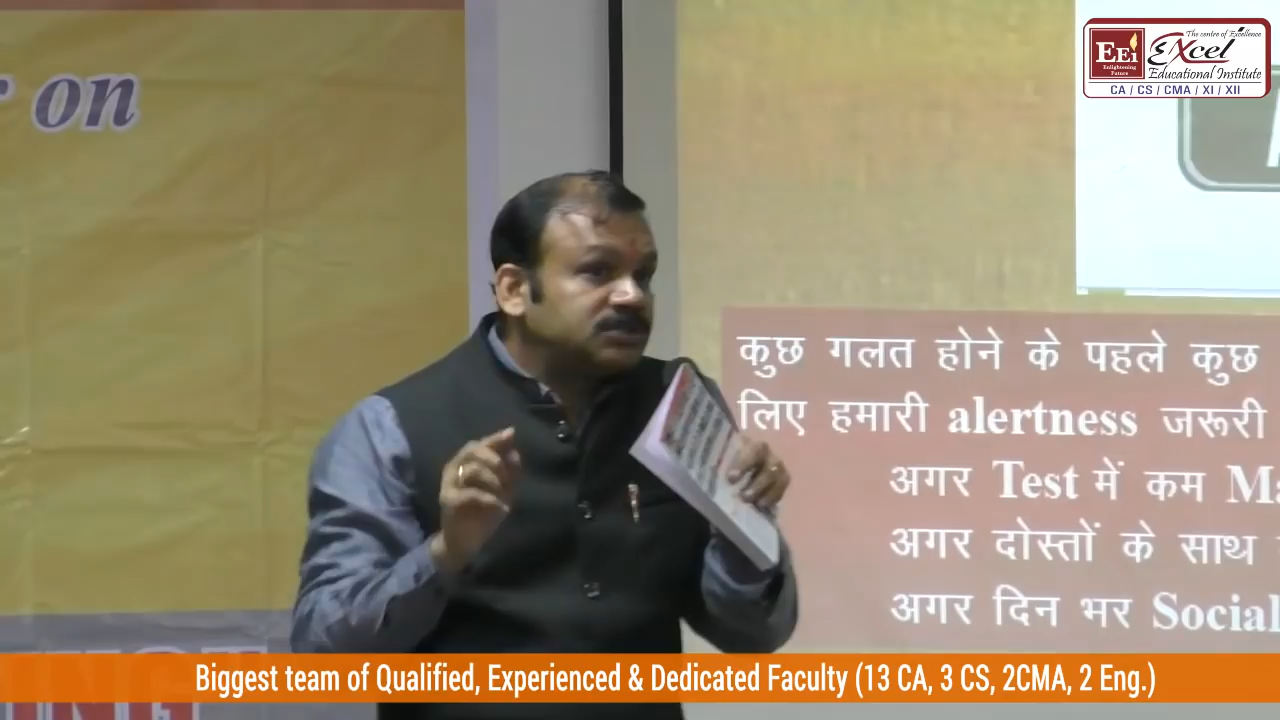 on
The centre of Excellence
EEi Excel
Enlightening
Future
Educational Institute
CA / CS / CMA / XI / XII
कुछ गलत होने के पहले कुछ
लिए हमारी alertness जरूरी
अगर Test में कम
अगर दोस्तों के साथ
अगर दिन भर Social
Biggest team of Qualified, Experienced & Dedicated Faculty (13 CA, 3 CS, 2CMA, 2 Eng.)